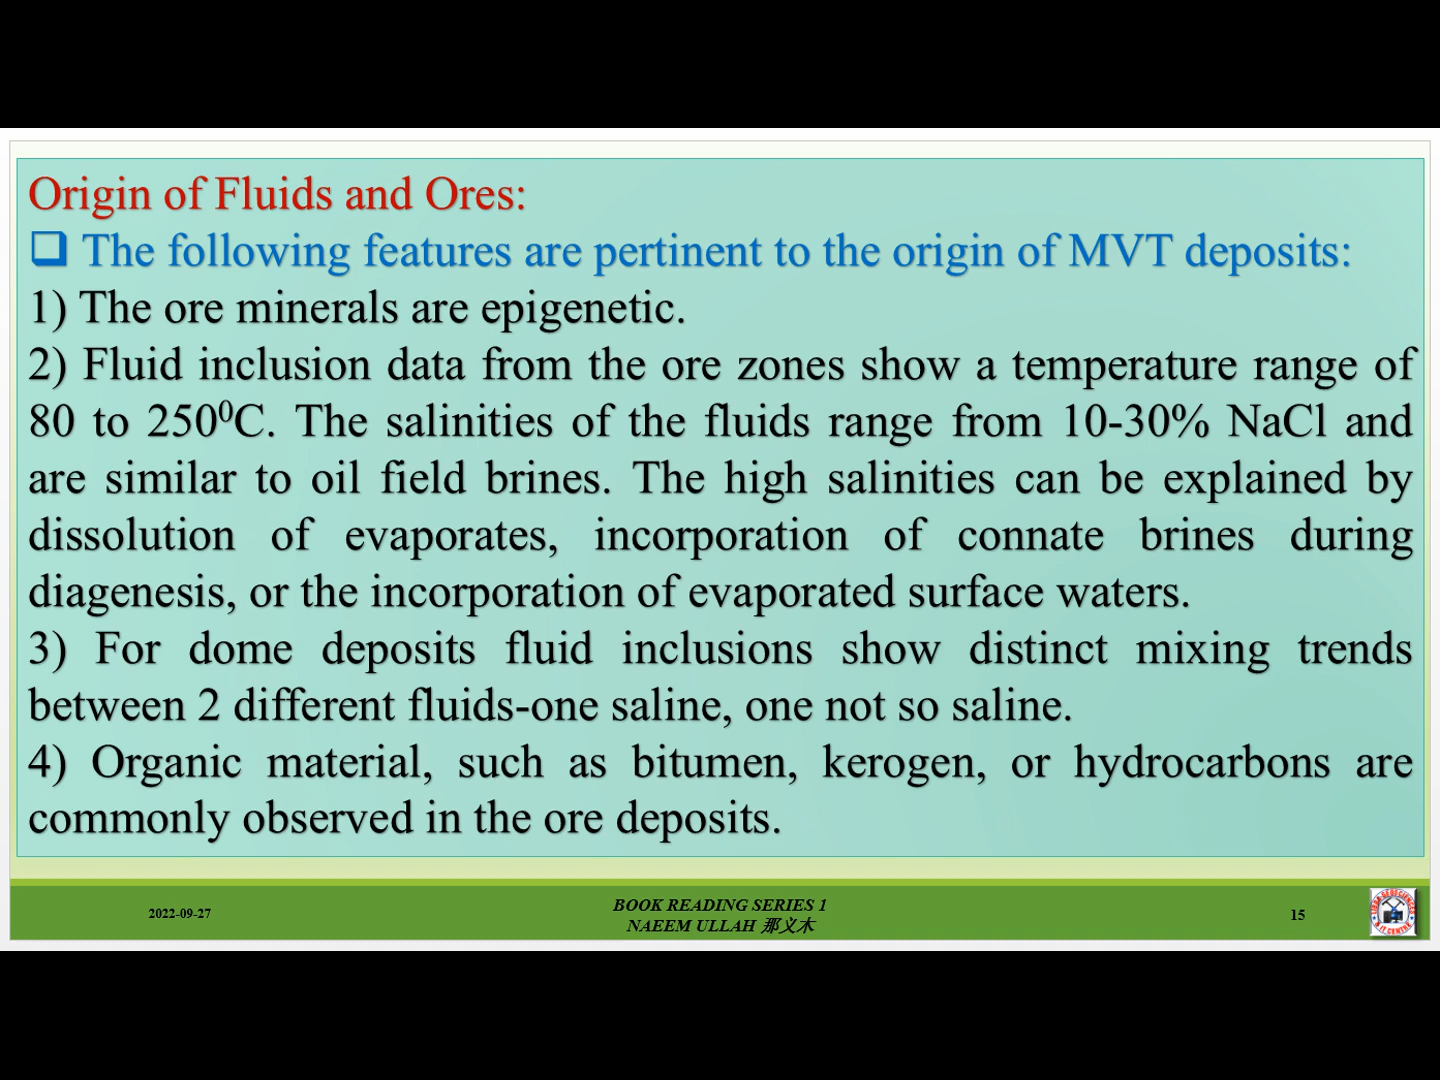 Origin of Fluids and Ores:
❑ The following features are pertinent to the origin of MVT deposits:
1) The ore minerals are epigenetic.
2) Fluid inclusion data from the ore zones show a temperature range of
80 to 250⁰C. The salinities of the fluids range from 10-30% NaCl and
are similar to oil field brines. The high salinities can be explained by
dissolution of evaporates, incorporation of connate brines during
diagenesis, or the incorporation of evaporated surface waters.
3) For dome deposits fluid inclusions show distinct mixing trends
between 2 different fluids-one saline, one not so saline.
4) Organic material, such as bitumen, kerogen, or hydrocarbons are
commonly observed in the ore deposits.
2022-09-27
BOOK READING SERIES 1
NAEEM ULLAH 那义木
15
& IT CENTRE